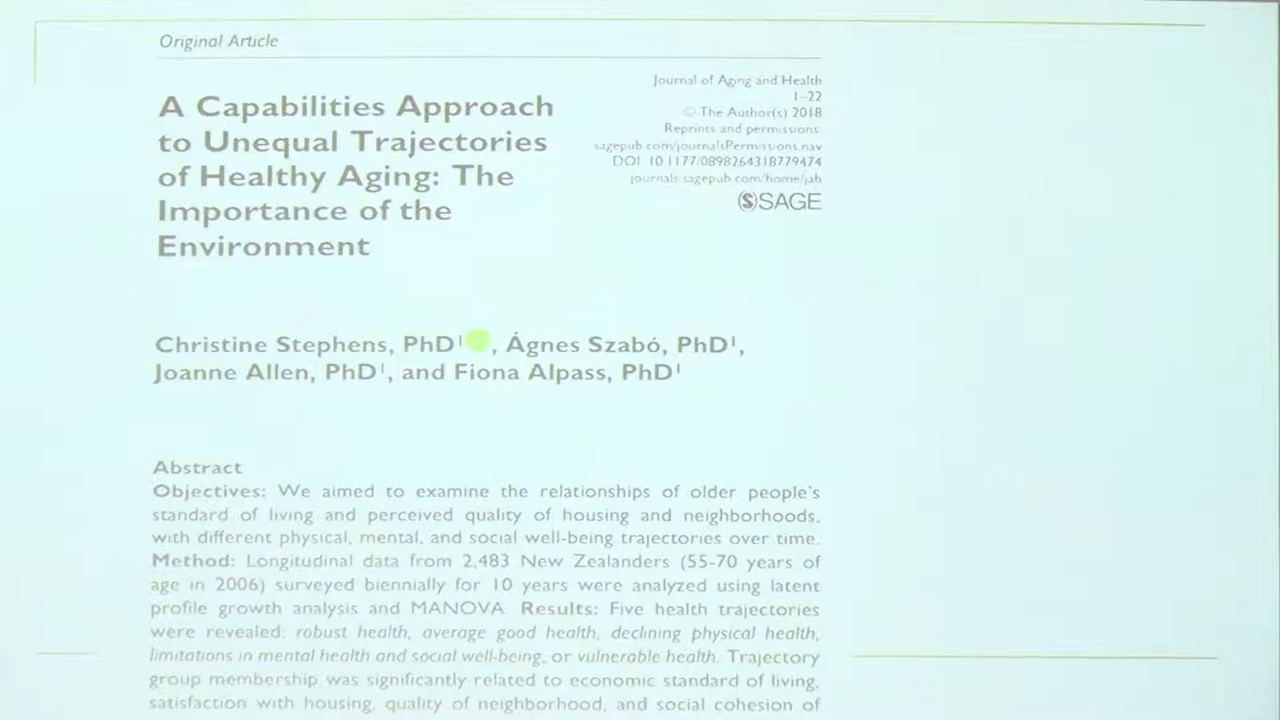 Original Article
Journal of Aging and Health
1–22
© The Author(s) 2018
Reprints and permissions:
sagepub.com/journalsPermissions.nav
DOI: 10.1177/0898264318779474
journals.sagepub.com/home/jah
SAGE
A Capabilities Approach
to Unequal Trajectories
of Healthy Aging: The
Importance of the
Environment
Christine Stephens, PhD¹, Ágnes Szabó, PhD¹,
Joanne Allen, PhD¹, and Fiona Alpass, PhD¹
Abstract
Objectives: We aimed to examine the relationships of older people's
standard of living and perceived quality of housing and neighborhoods,
with different physical, mental, and social well-being trajectories over time.
Method: Longitudinal data from 2,483 New Zealanders (55-70 years of
age in 2006) surveyed biennially for 10 years were analyzed using latent
profile growth analysis and MANOVA. Results: Five health trajectories
were revealed: robust health, average good health, declining physical health,
limitations in mental health and social well-being, or vulnerable health. Trajectory
group membership was significantly related to economic standard of living,
satisfaction with housing, quality of neighborhood, and social cohesion of